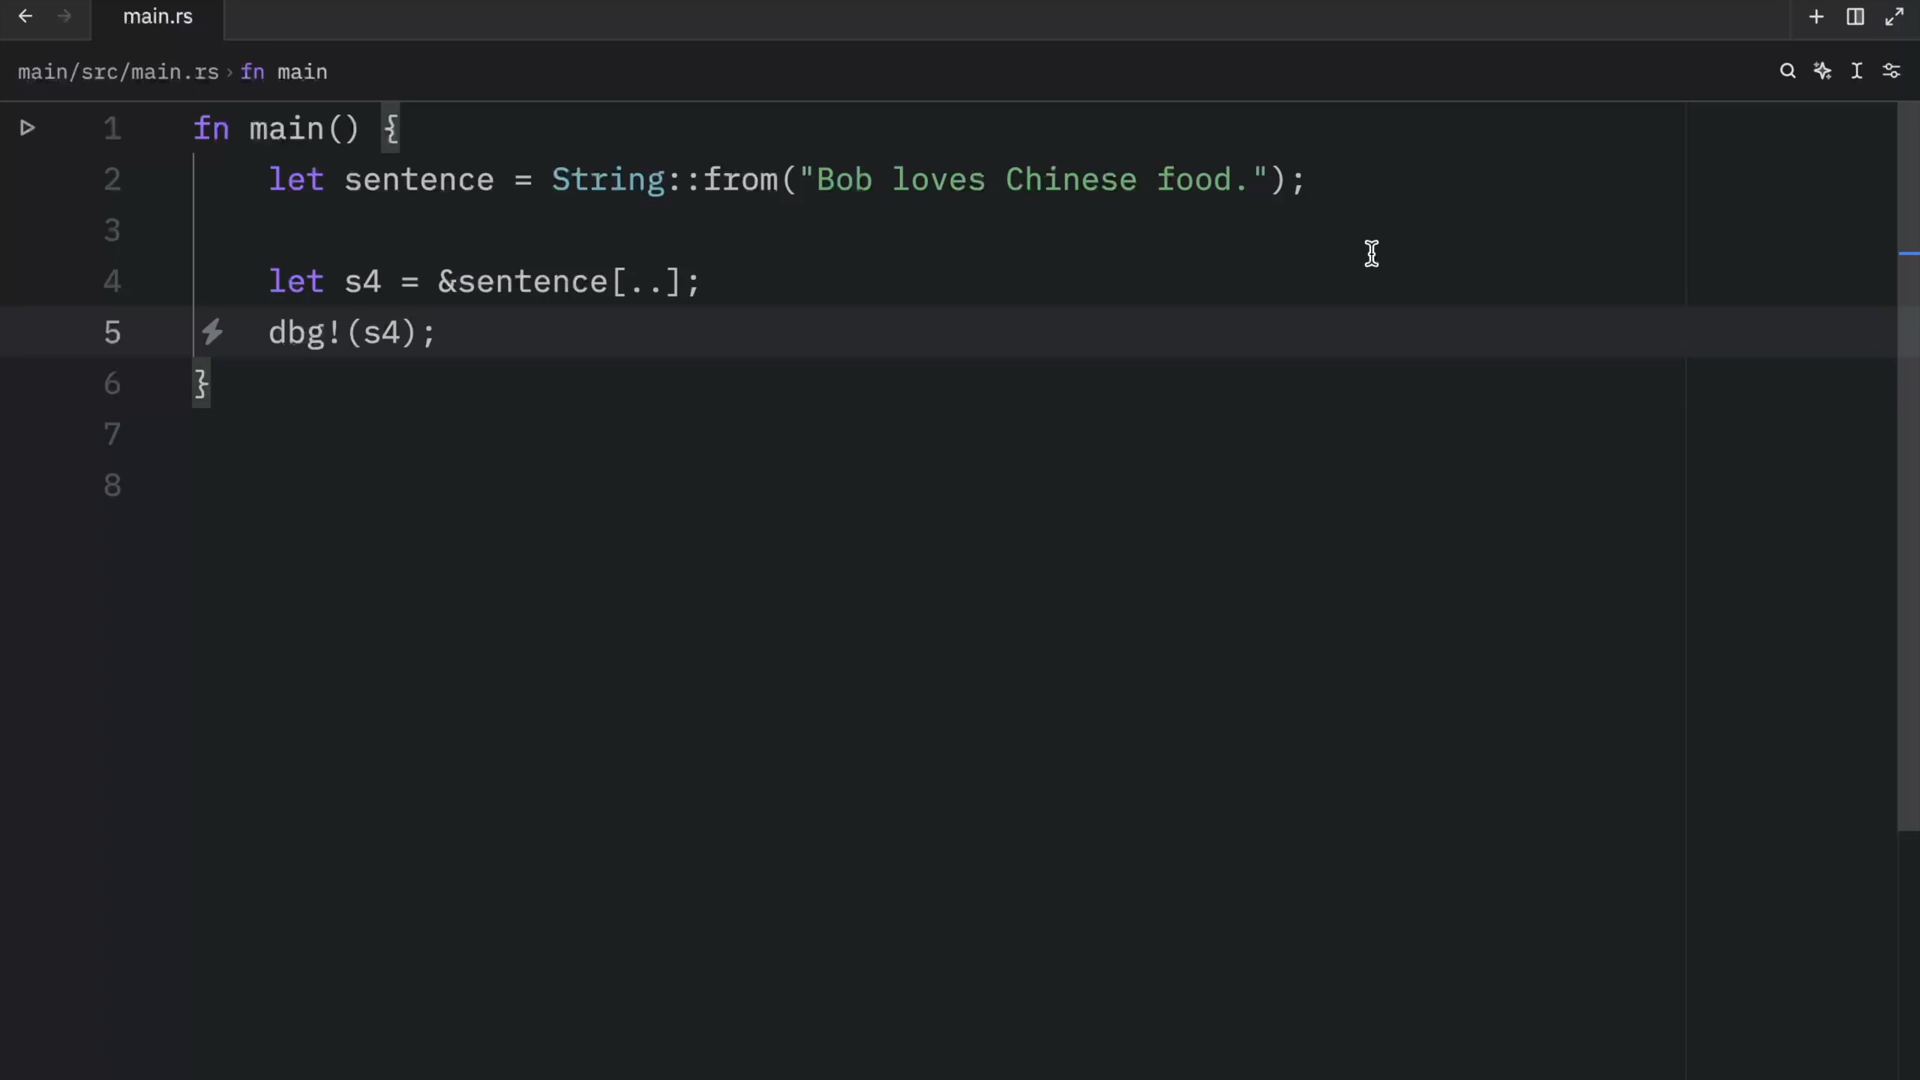 main.rs
main/src/main.rs › fn main
1 fn main() {
2     let sentence = String::from("Bob loves Chinese food.");
3
4     let s4 = &sentence[..];
5     dbg!(s4);
6 }
7
8